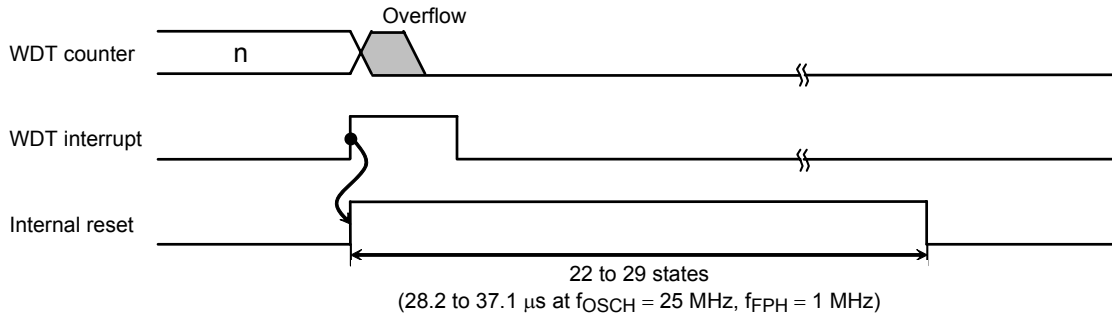 Overflow
WDT counter
n
WDT interrupt
Internal reset
22 to 29 states
(28.2 to 37.1 μs at fOSCH = 25 MHz, fFPH = 1 MHz)